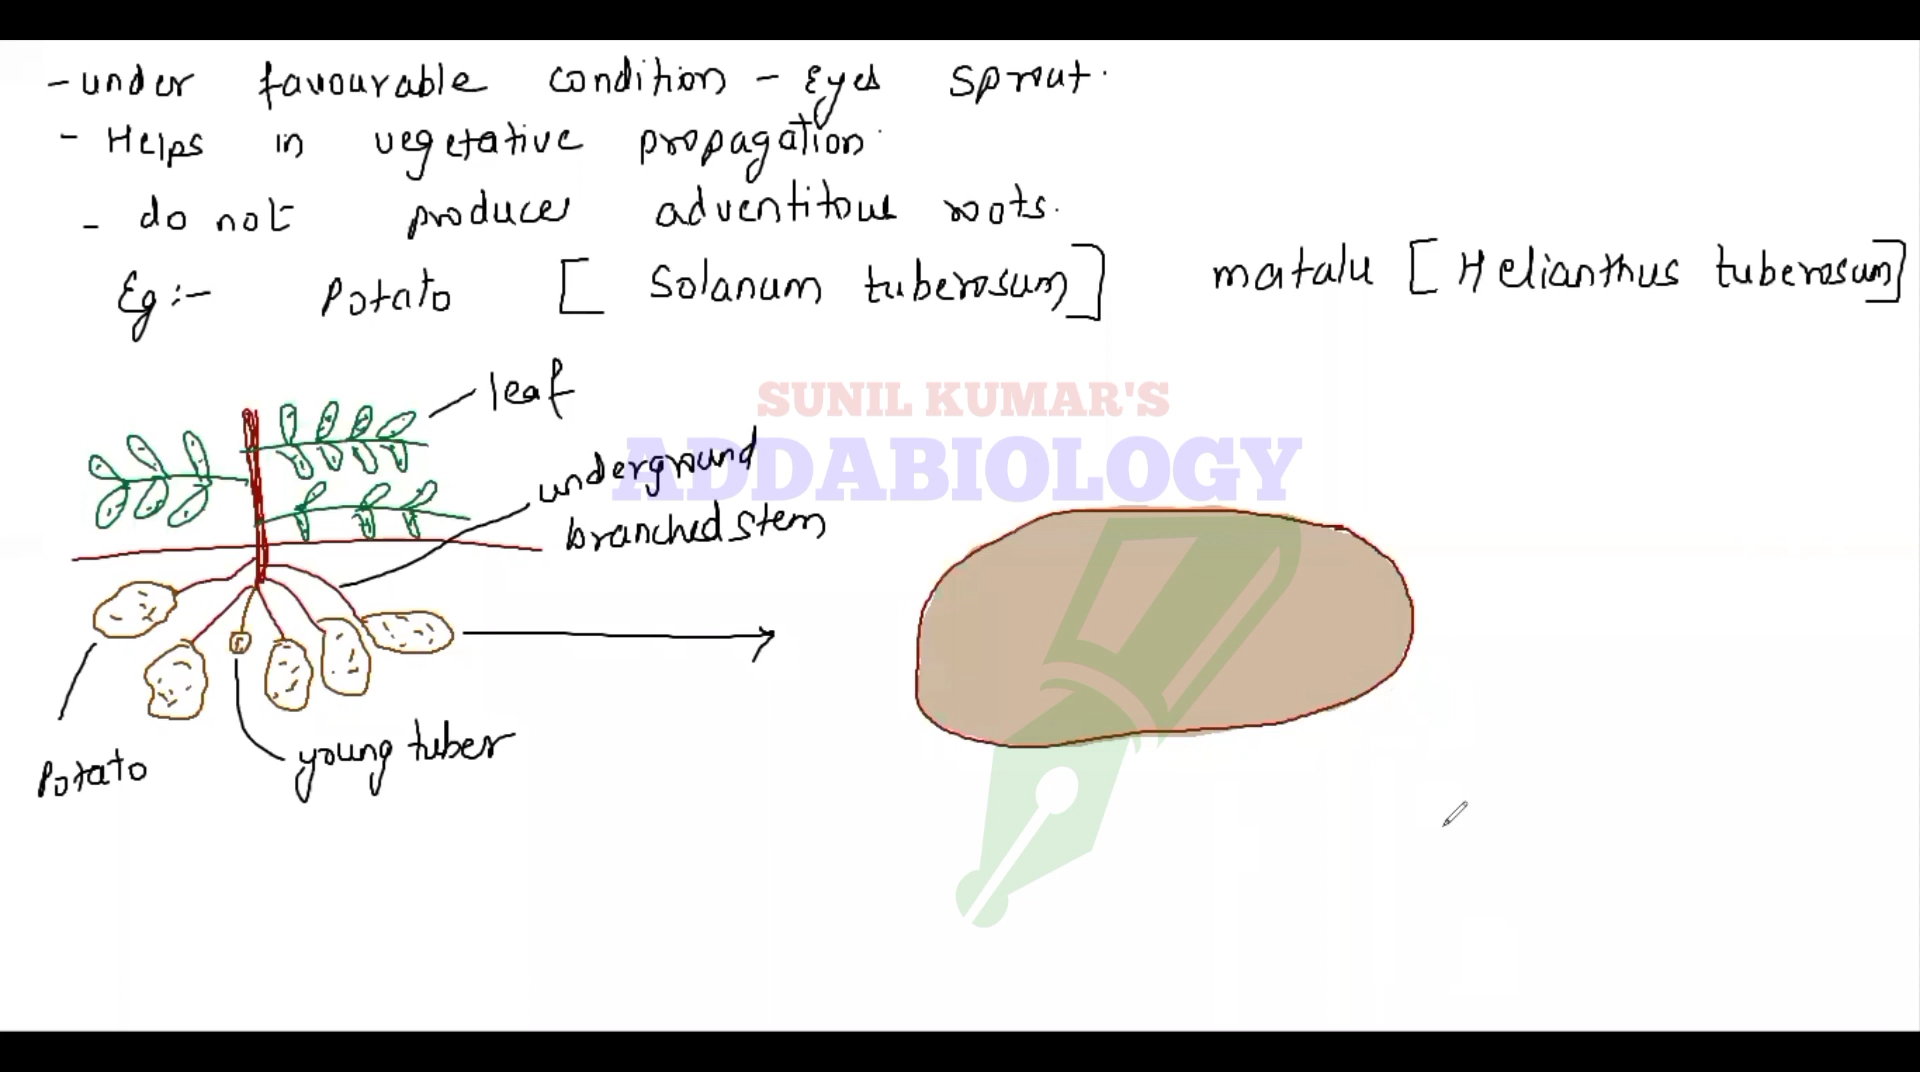 - under favourable condition - Eyes sprout.
- Helps in vegetative propagation.
- do not produce adventitous roots.
Eg :- Potato [ Solanum tuberosum ] matalu [ Helianthus tuberosum ]
leaf
SUNIL KUMAR'S
ADDABIOLOGY
underground
branched stem
young tuber
Potato